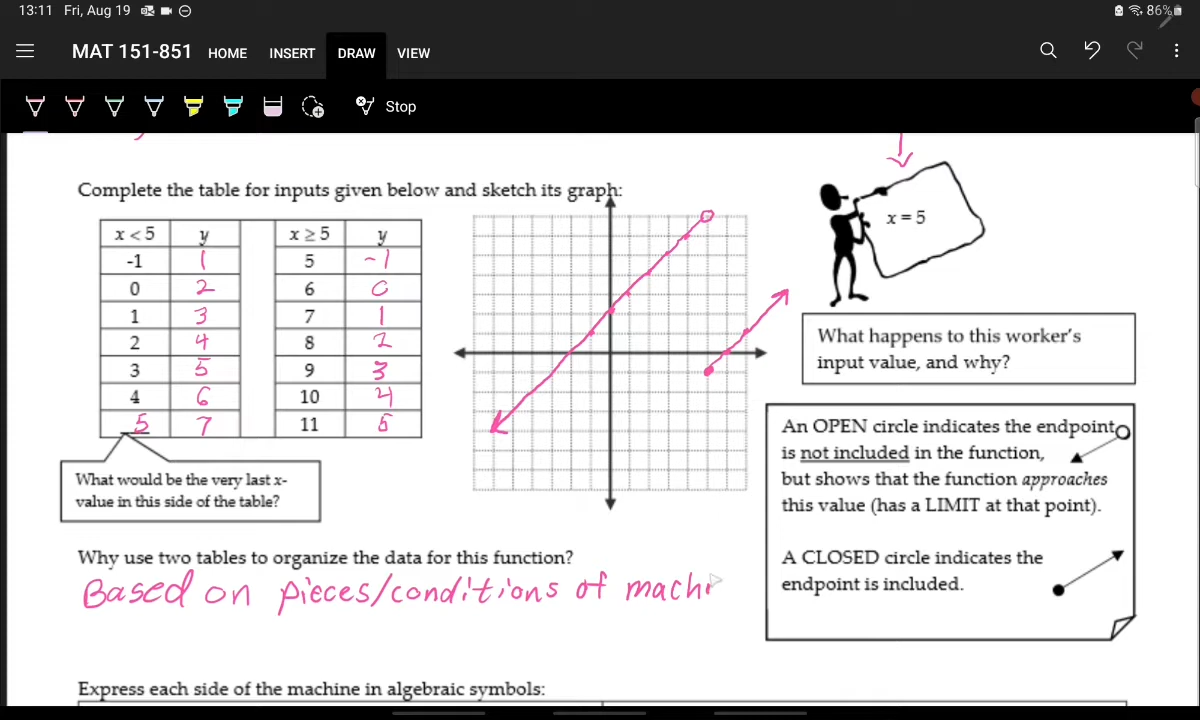 13:11 Fri, Aug 19 86%
MAT 151-851 HOME INSERT DRAW VIEW
Stop
Complete the table for inputs given below and sketch its graph:
x < 5 y x ≥ 5 y
-1 1 5 -1
0 2 6 0
1 3 7 1
2 4 8 2
3 5 9 3
4 6 10 4
5 7 11 5
x = 5
What happens to this worker's
input value, and why?
What would be the very last x-
value in this side of the table?
An OPEN circle indicates the endpoint
is not included in the function,
but shows that the function approaches
this value (has a LIMIT at that point).
A CLOSED circle indicates the
endpoint is included.
Why use two tables to organize the data for this function?
Based on pieces/conditions of machi
Express each side of the machine in algebraic symbols: